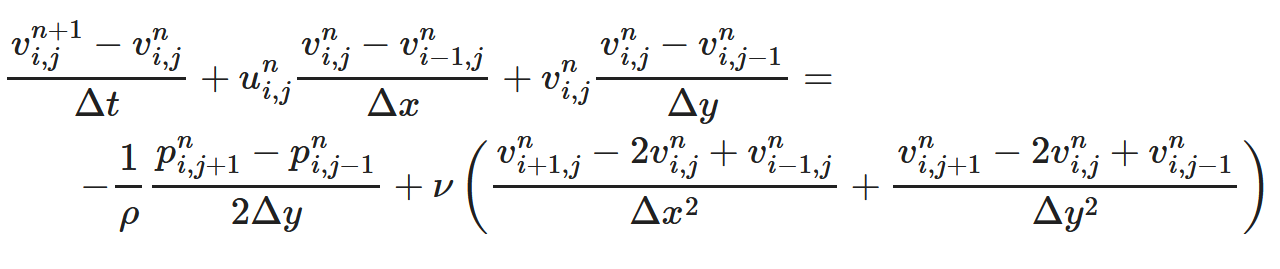 \frac{v_{i,j}^{n+1}-v_{i,j}^{n}}{\Delta t}+u_{i,j}^{n}\frac{v_{i,j}^{n}-v_{i-1,j}^{n}}{\Delta x}+v_{i,j}^{n}\frac{v_{i,j}^{n}-v_{i,j-1}^{n}}{\Delta y}=
-\frac{1}{\rho}\frac{p_{i,j+1}^{n}-p_{i,j-1}^{n}}{2\Delta y}+\nu\left(\frac{v_{i+1,j}^{n}-2v_{i,j}^{n}+v_{i-1,j}^{n}}{\Delta x^2}+\frac{v_{i,j+1}^{n}-2v_{i,j}^{n}+v_{i,j-1}^{n}}{\Delta y^2}\right)